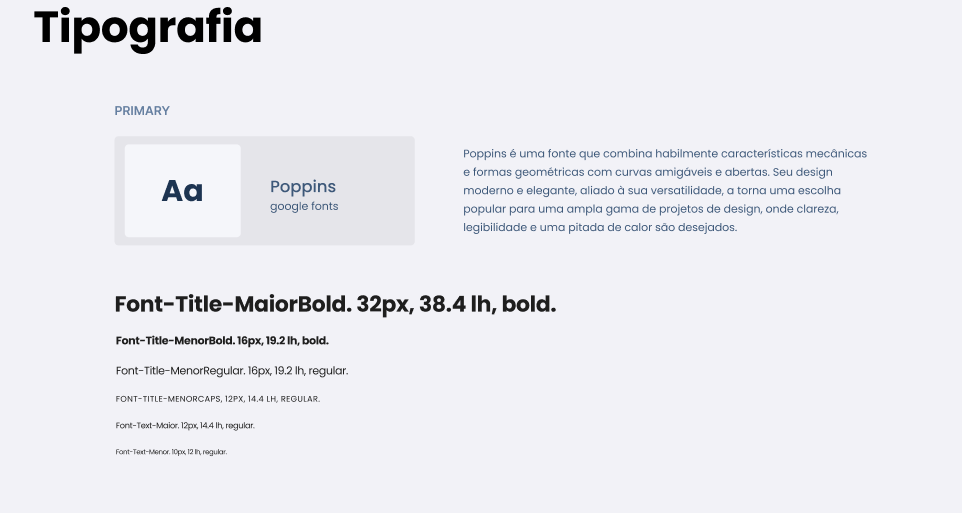 Tipografia
PRIMARY
Aa
Poppins
google fonts
Poppins é uma fonte que combina habilmente características mecânicas
e formas geométricas com curvas amigáveis e abertas. Seu design
moderno e elegante, aliado à sua versatilidade, a torna uma escolha
popular para uma ampla gama de projetos de design, onde clareza,
legibilidade e uma pitada de calor são desejados.
Font-Title-MaiorBold. 32px, 38.4 lh, bold.
Font-Title-MenorBold. 16px, 19.2 lh, bold.
Font-Title-MenorRegular. 16px, 19.2 lh, regular.
FONT-TITLE-MENORCAPS, 12PX, 14.4 LH, REGULAR.
Font-Text-Maior. 12px, 14.4 lh, regular.
Font-Text-Menor. 10px, 12 lh, regular.